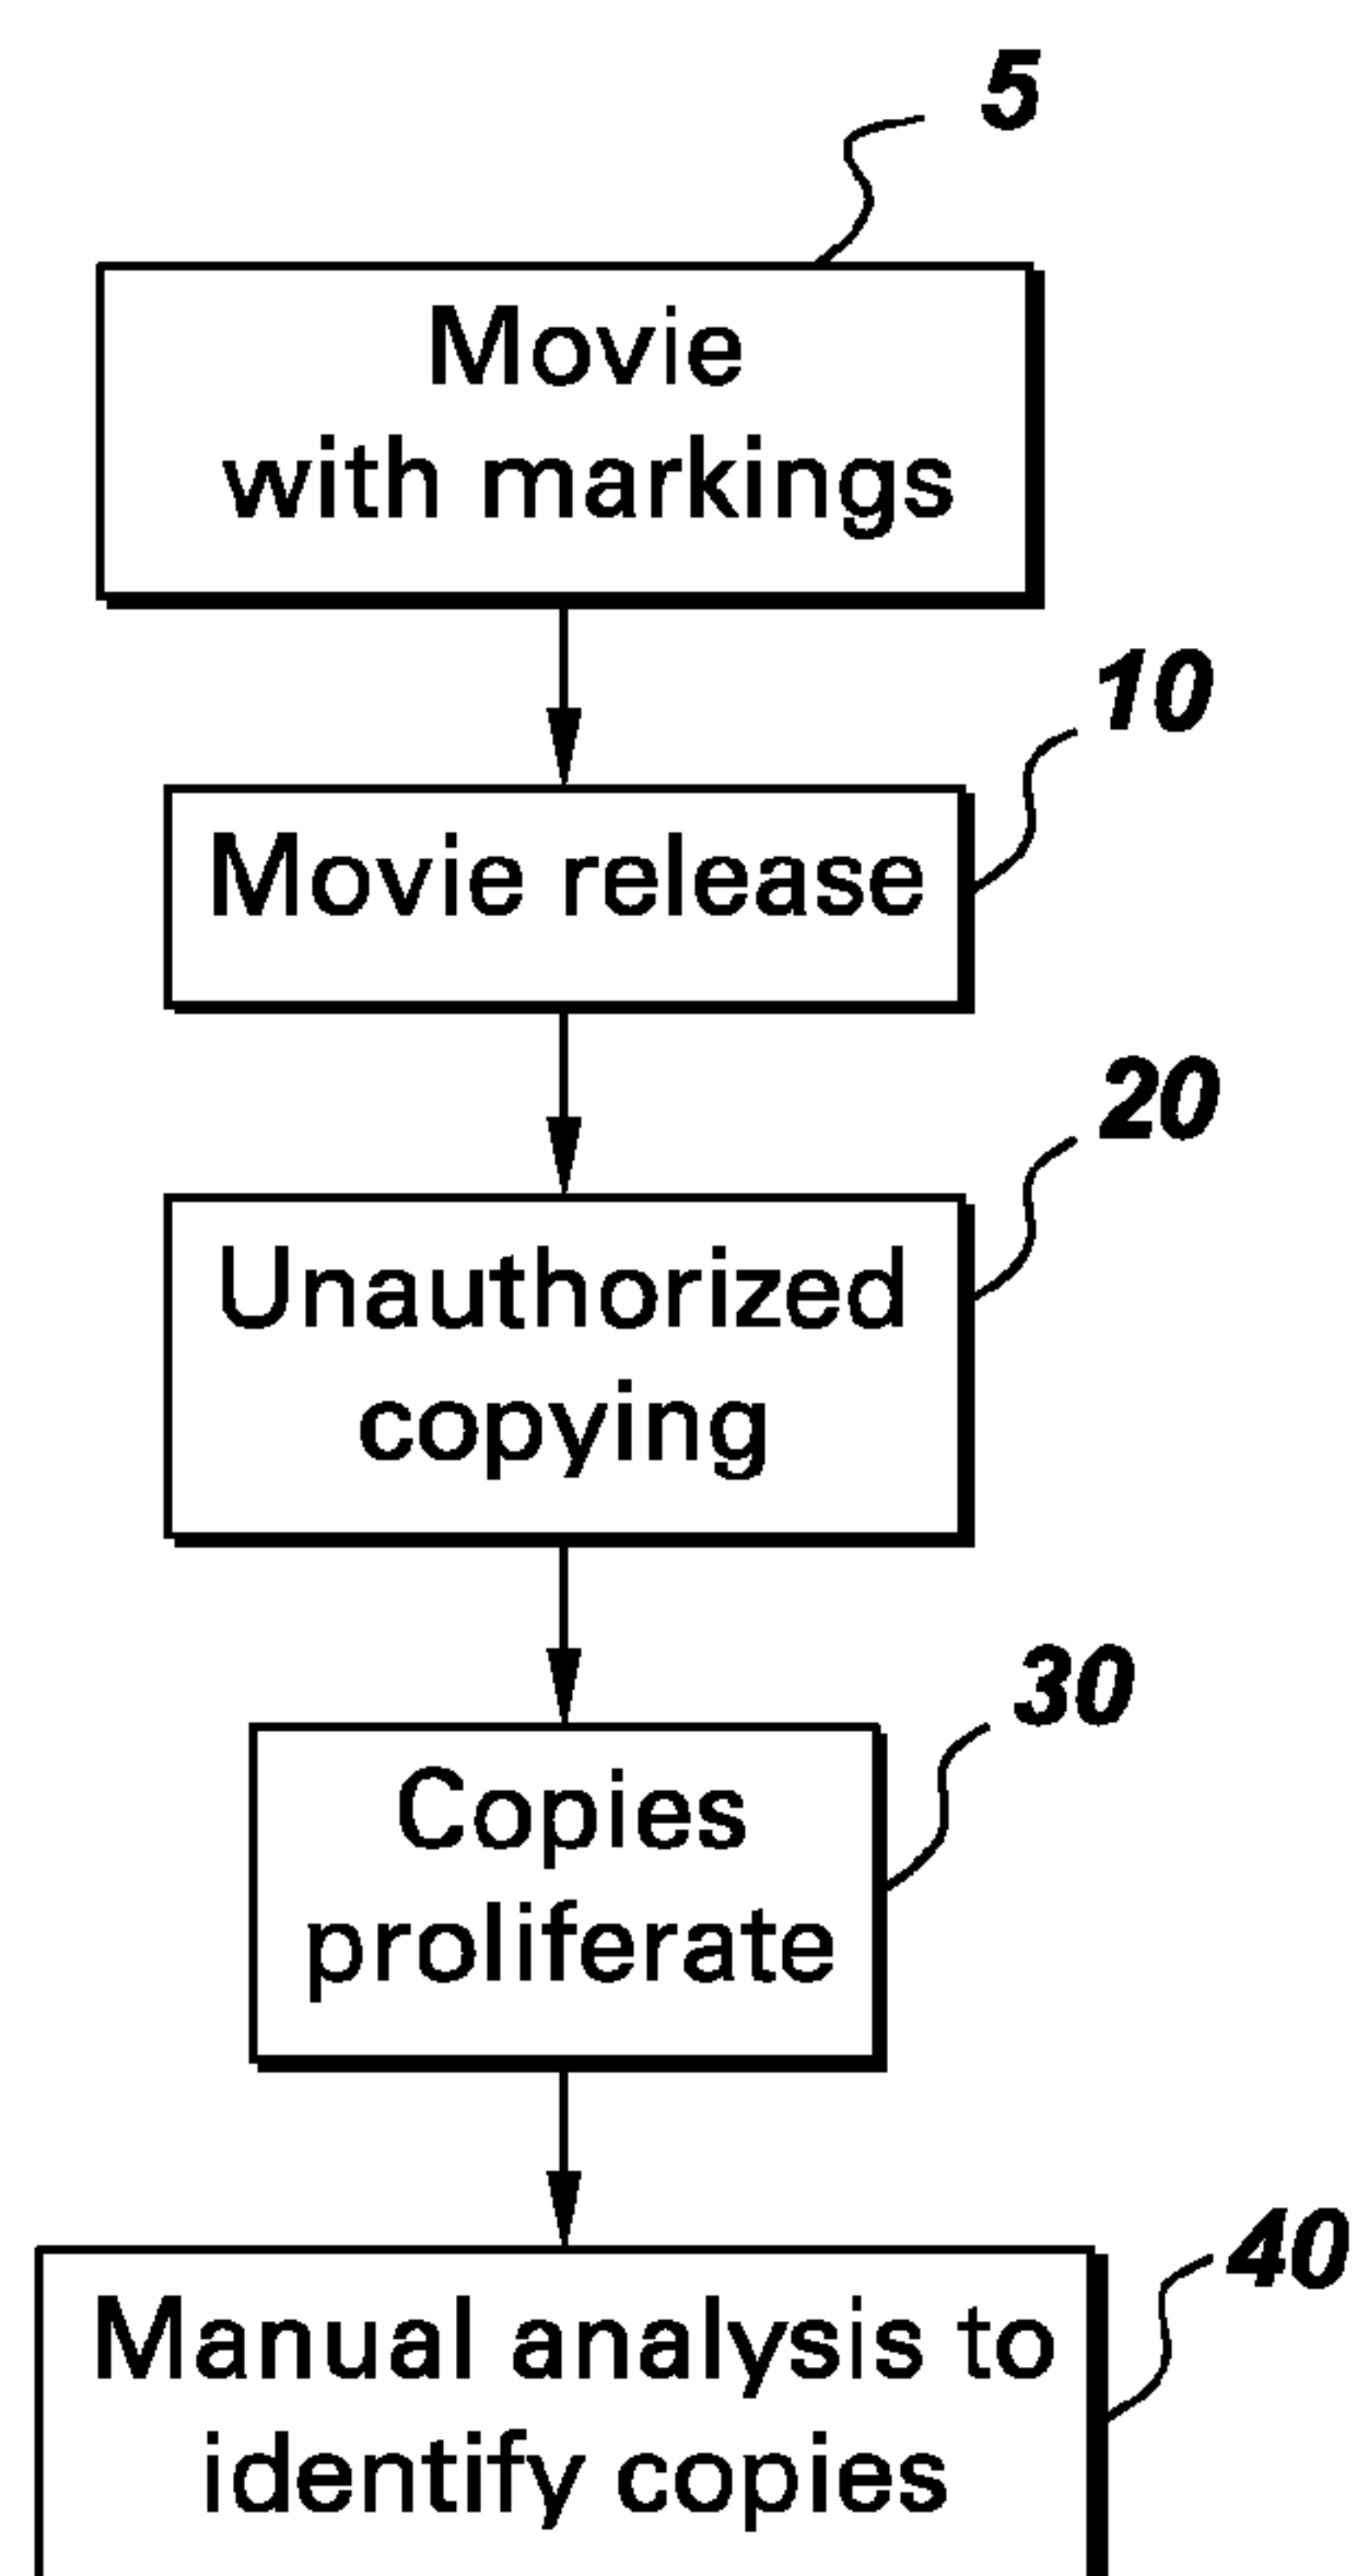 5
Movie
with markings
10
Movie release
20
Unauthorized
copying
30
Copies
proliferate
40
Manual analysis to
identify copies